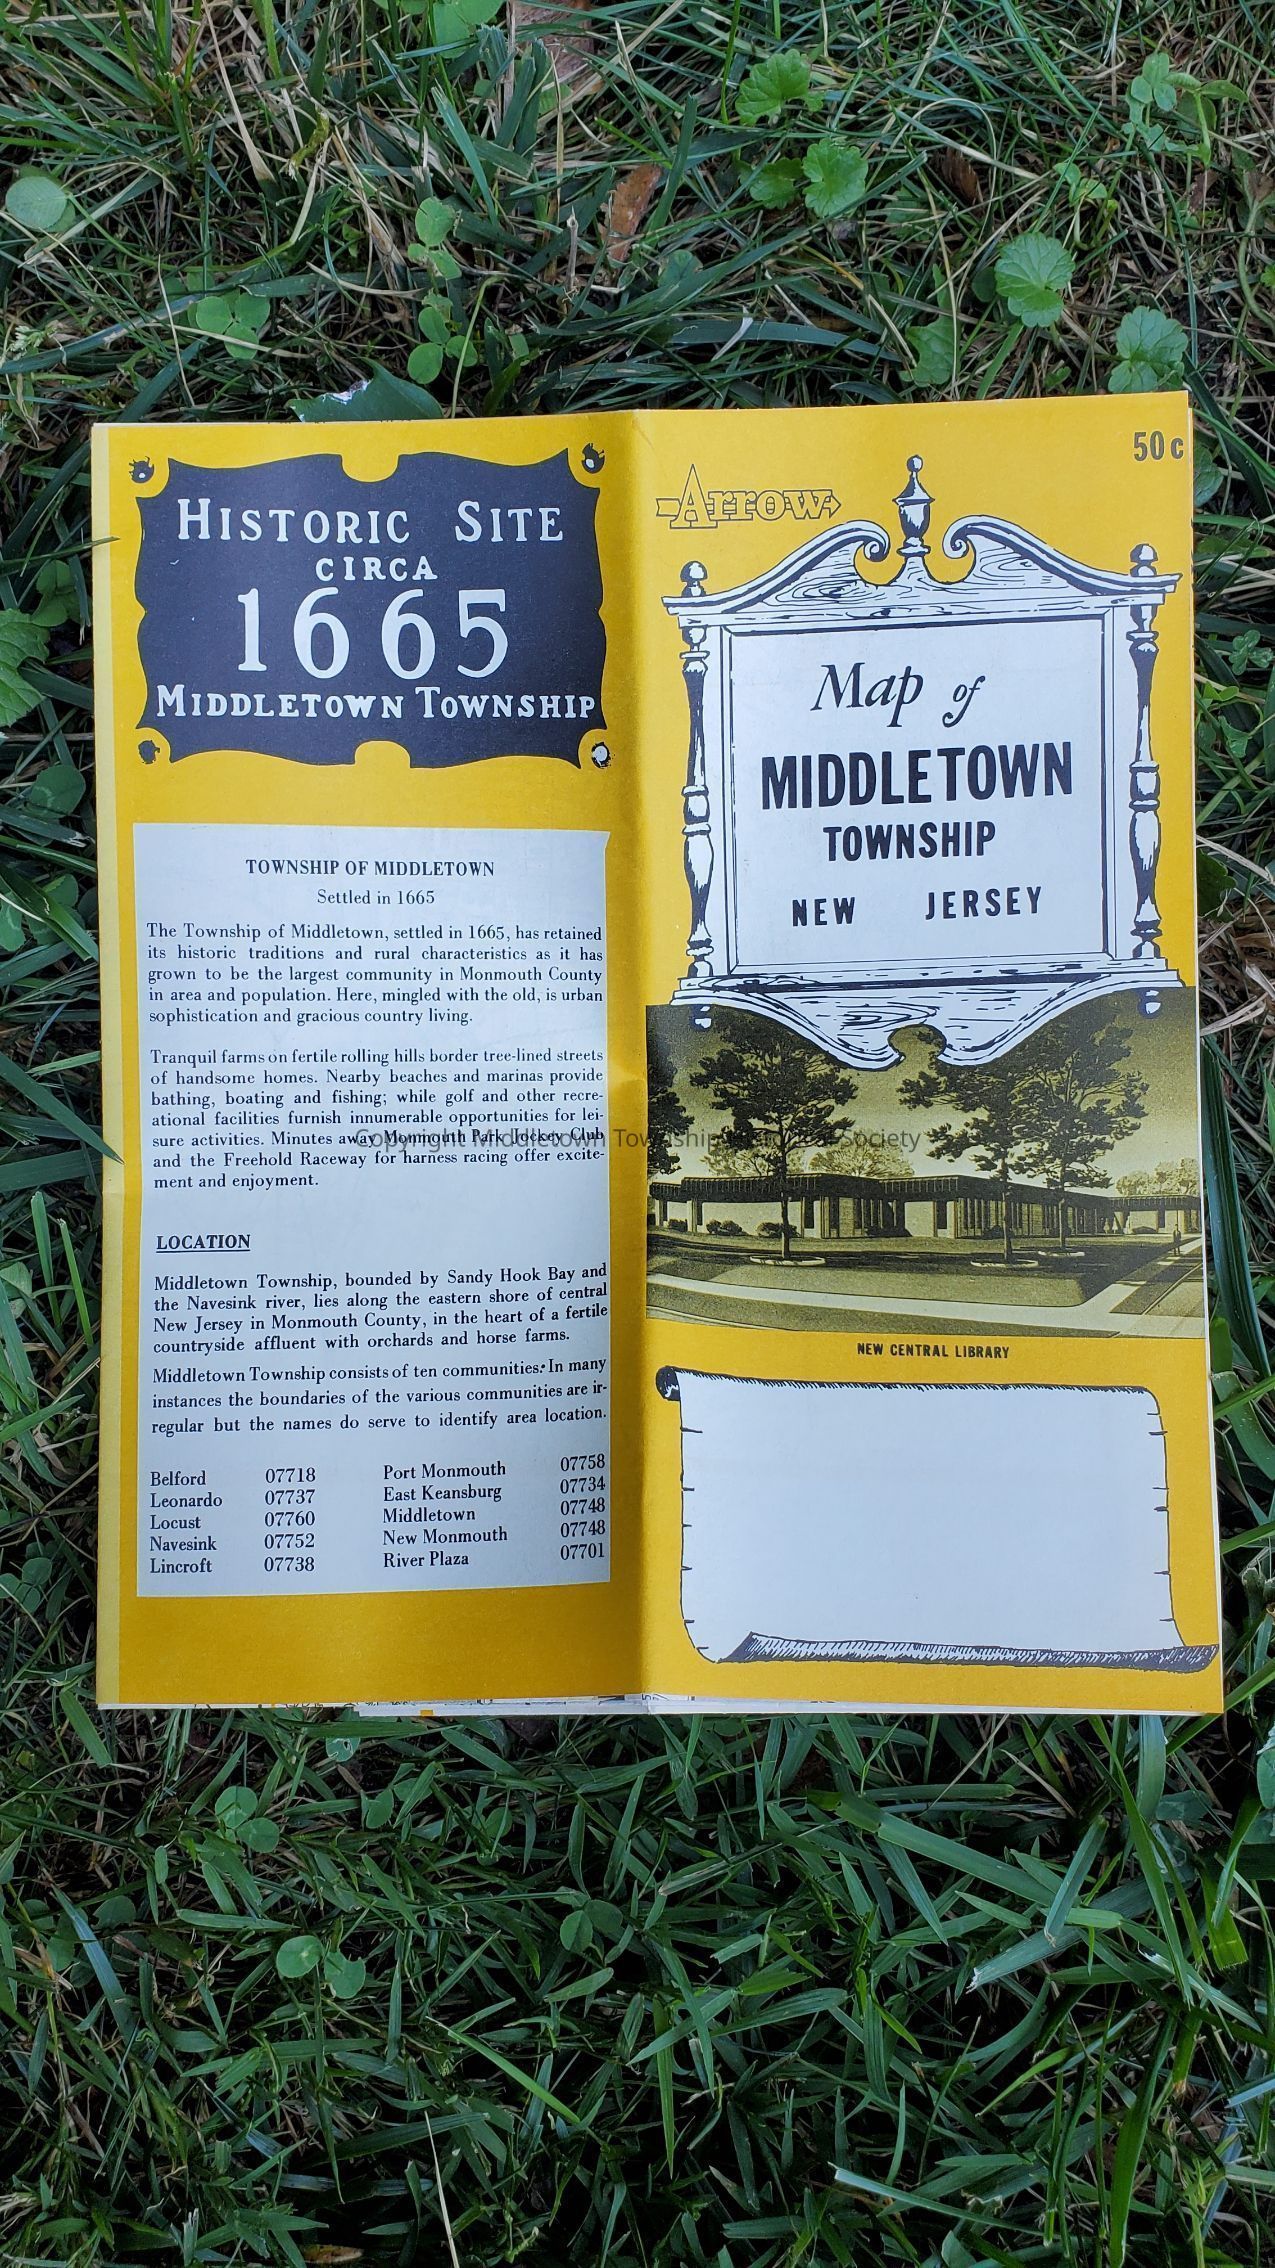 HISTORIC SITE
CIRCA
1665
MIDDLETOWN TOWNSHIP
TOWNSHIP OF MIDDLETOWN
Settled in 1665
The Township of Middletown, settled in 1665, has retained
its historic traditions and rural characteristics as it has
grown to be the largest community in Monmouth County
in area and population. Here, mingled with the old, is urban
sophistication and gracious country living.
Tranquil farms on fertile rolling hills border tree-lined streets
of handsome homes. Nearby beaches and marinas provide
bathing, boating and fishing; while golf and other recre-
ational facilities furnish innumerable opportunities for lei-
sure activities. Minutes away Monmouth Park Jockey Club
and the Freehold Raceway for harness racing offer excite-
ment and enjoyment.
LOCATION
Middletown Township, bounded by Sandy Hook Bay and
the Navesink river, lies along the eastern shore of central
New Jersey in Monmouth County, in the heart of a fertile
countryside affluent with orchards and horse farms.
Middletown Township consists of ten communities. In many
instances the boundaries of the various communities are ir-
regular but the names do serve to identify area location.
Belford 07718 Port Monmouth 07758
Leonardo 07737 East Keansburg 07734
Locust 07760 Middletown 07748
Navesink 07752 New Monmouth 07748
Lincroft 07738 River Plaza 07701
50c
Arrow
Map of
MIDDLETOWN
TOWNSHIP
NEW JERSEY
NEW CENTRAL LIBRARY
Copyright Middletown Township Historical Society